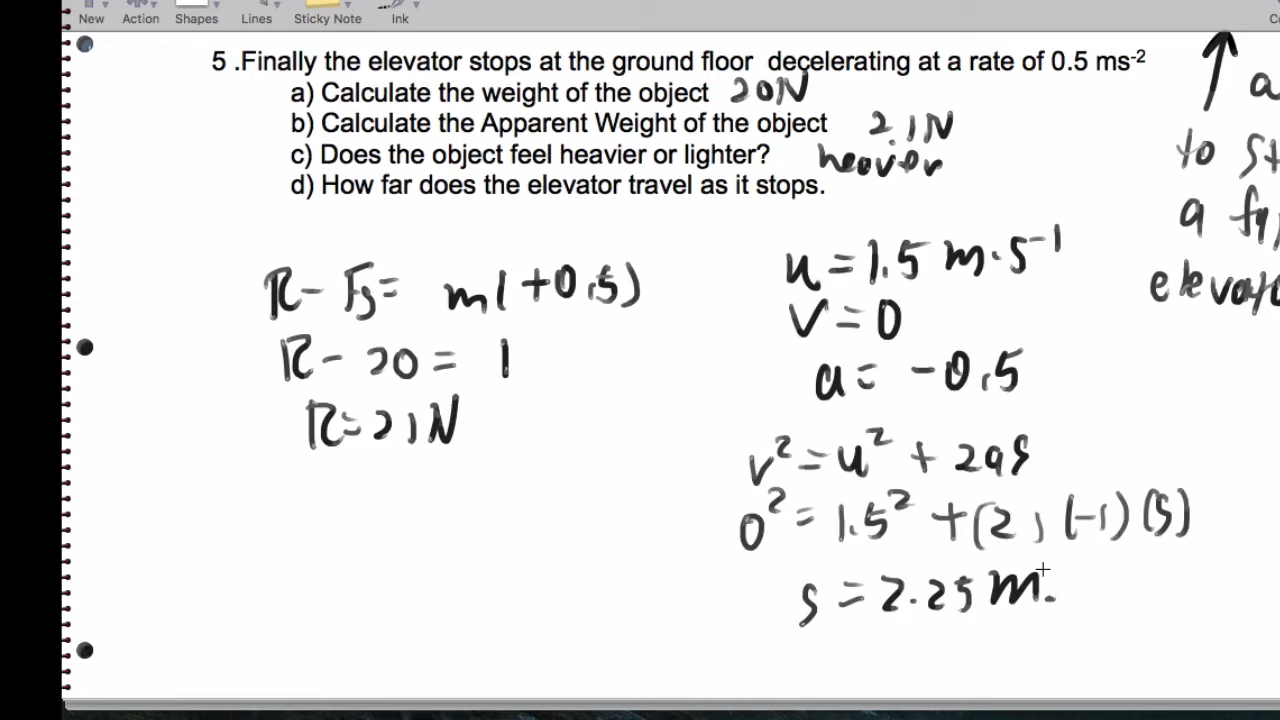 New Action Shapes Lines Sticky Note Ink
5 .Finally the elevator stops at the ground floor decelerating at a rate of 0.5 ms-2
a) Calculate the weight of the object 20N
b) Calculate the Apparent Weight of the object 2.1N
c) Does the object feel heavier or lighter? heavier
d) How far does the elevator travel as it stops.
R - Fg = m(+0.5)
R - 20 = 1
R = 21N
u = 1.5 m.s-1
v = 0
a = -0.5
v2 = u2 + 2as
02 = 1.52 + (2) (-1) (s)
s = 2.25 m.
a
to
a